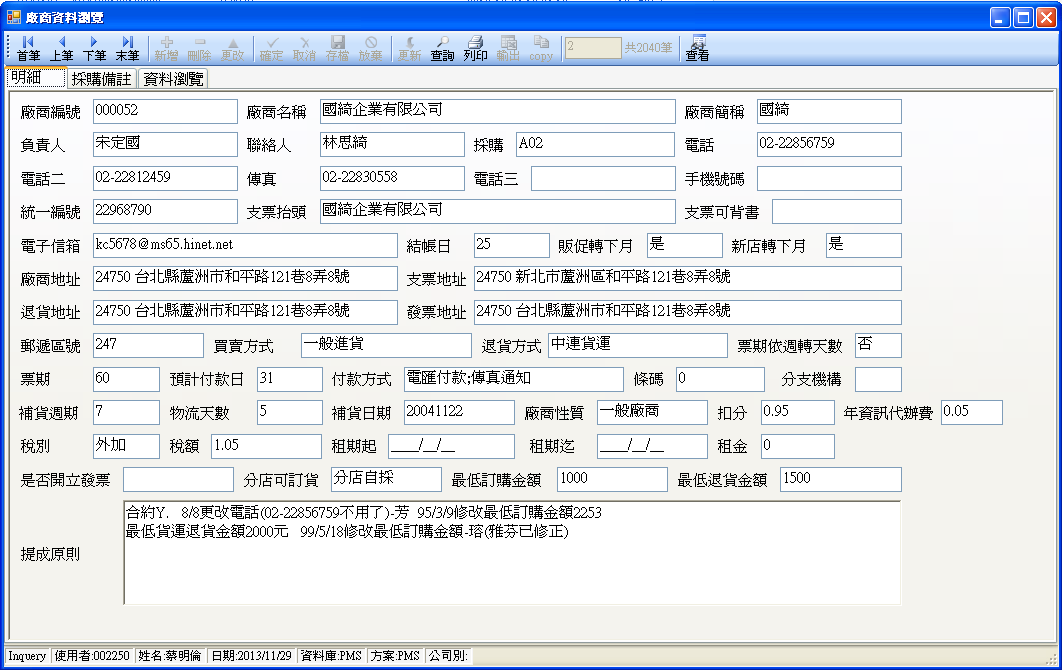 廠商資料瀏覽
首筆 上筆 下筆 末筆 新增 刪除 更改 確定 取消 存檔 放棄 更新 查詢 列印 輸出 copy 2 共2040筆 查看
明細 採購備註 資料瀏覽
廠商編號 000052 廠商名稱 國綺企業有限公司 廠商簡稱 國綺
負責人 宋定國 聯絡人 林思綺 採購 A02 電話 02-22856759
電話二 02-22812459 傳真 02-22830558 電話三 手機號碼
統一編號 22968790 支票抬頭 國綺企業有限公司 支票可背書
電子信箱 kc5678@ms65.hinet.net 結帳日 25 販促轉下月 是 新店轉下月 是
廠商地址 24750 台北縣蘆洲市和平路121巷8弄8號 支票地址 24750 新北市蘆洲區和平路121巷8弄8號
退貨地址 24750 台北縣蘆洲市和平路121巷8弄8號 發票地址 24750 台北縣蘆洲市和平路121巷8弄8號
郵遞區號 247 買賣方式 一般進貨 退貨方式 中連貨運 票期依週轉天數 否
票期 60 預計付款日 31 付款方式 電匯付款;傳真通知 條碼 0 分支機構
補貨週期 7 物流天數 5 補貨日期 20041122 廠商性質 一般廠商 扣分 0.95 年資訊代辦費 0.05
稅別 外加 稅額 1.05 租期起 ___/__/__ 租期迄 ___/__/__ 租金 0
是否開立發票 分店可訂貨 分店自採 最低訂購金額 1000 最低退貨金額 1500
提成原則
合約Y. 8/8更改電話(02-22856759不用了)-芳 95/3/9修改最低訂購金額2253
最低貨運退貨金額2000元 99/5/18修改最低訂購金額-瑢(雅芬已修正)
Inquery 使用者:002250 姓名:蔡明倫 日期:2013/11/29 資料庫:PMS 方案:PMS 公司別: